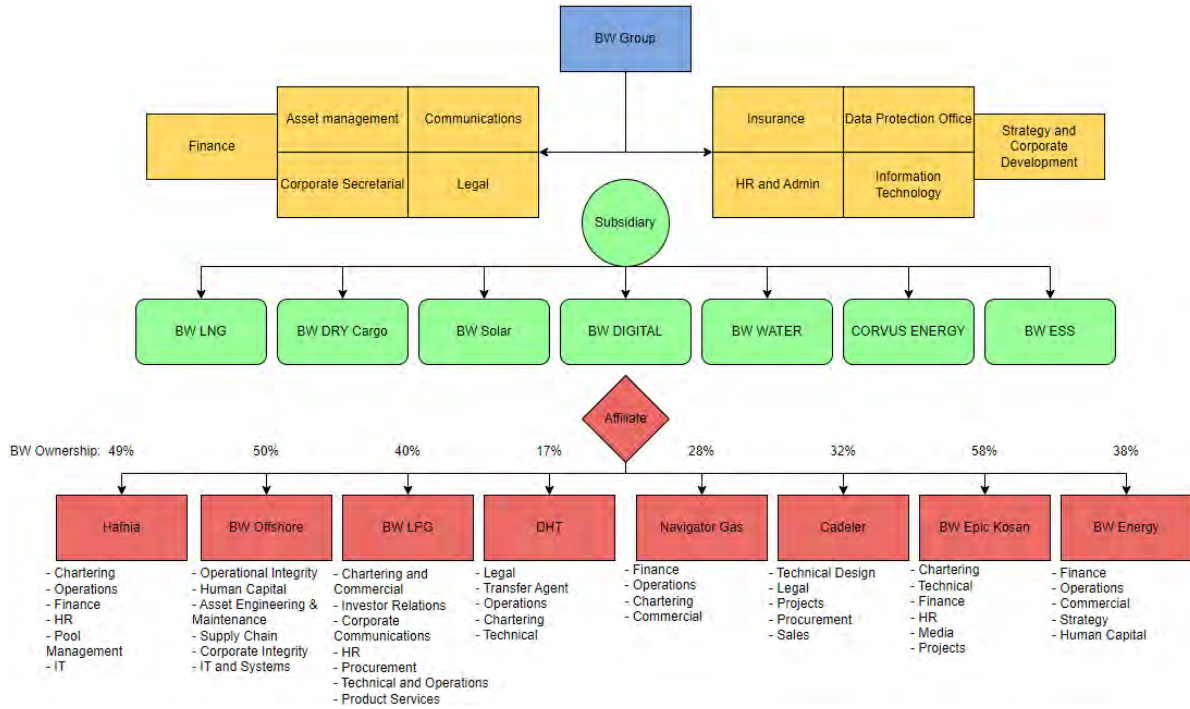 BW Group
Asset management
Communications
Insurance
Data Protection Office
Finance
Strategy and
Corporate
Development
Corporate Secretarial
Legal
HR and Admin
Information
Technology
Subsidiary
BW LNG
BW DRY Cargo
BW Solar
BW DIGITAL
BW WATER
CORVUS ENERGY
BW ESS
Affiliate
BW Ownership:
49%
50%
40%
17%
28%
32%
58%
38%
Hafnia
BW Offshore
BW LPG
DHT
Navigator Gas
Cadeler
BW Epic Kosan
BW Energy
- Chartering
- Operations
- Finance
- HR
- Pool
Management
- IT
- Operational Integrity
- Human Capital
- Asset Engineering &
Maintenance
- Supply Chain
- Corporate Integrity
- IT and Systems
- Chartering and
Commercial
- Investor Relations
- Corporate
Communications
- HR
- Procurement
- Technical and Operations
- Product Services
- Legal
- Transfer Agent
- Operations
- Chartering
- Technical
- Finance
- Operations
- Chartering
- Commercial
- Technical Design
- Legal
- Projects
- Procurement
- Sales
- Chartering
- Technical
- Finance
- HR
- Media
- Projects
- Finance
- Operations
- Commercial
- Strategy
- Human Capital